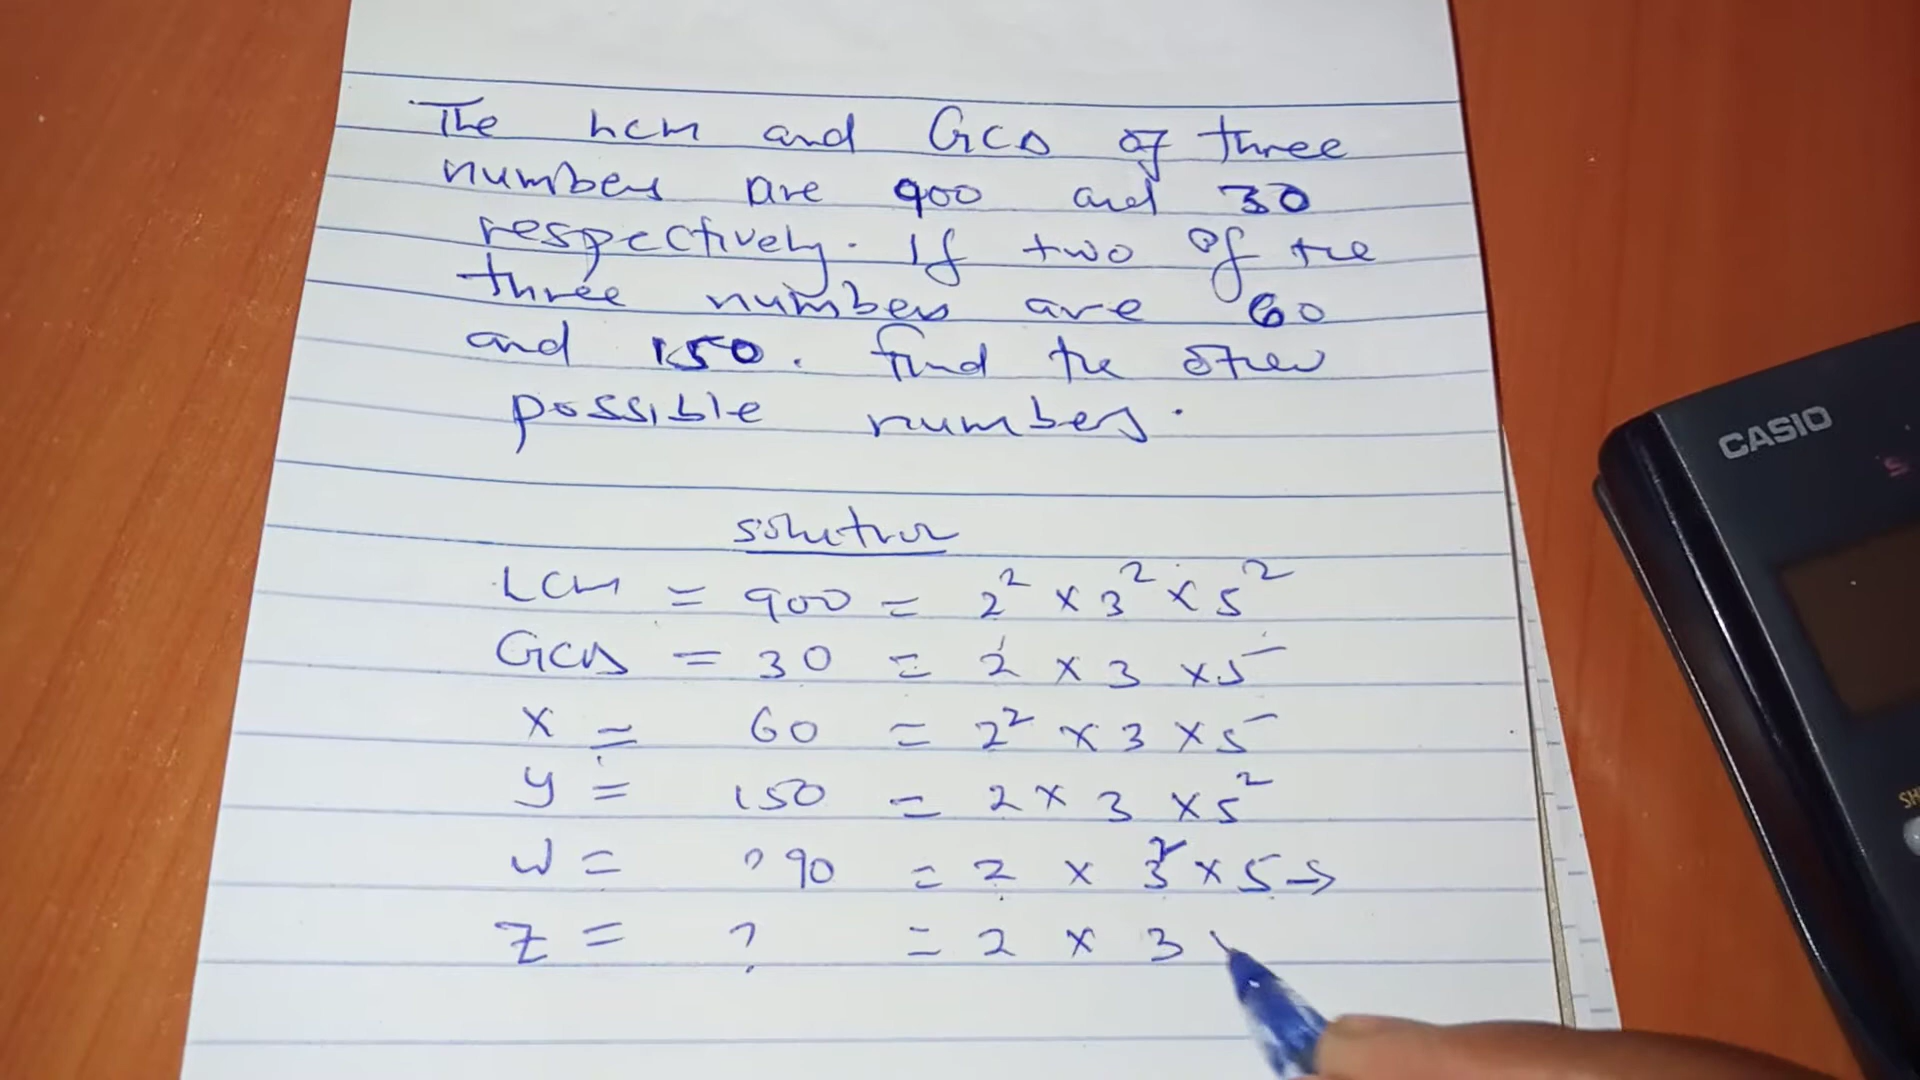 The LCM and GCD of three
numbers are 900 and 30
respectively. If two of the
three numbers are 60
and 150. find the other
possible numbers.
solution
LCM = 900 = 2² × 3² × 5²
GCD = 30 = 2 × 3 × 5
X = 60 = 2² × 3 × 5
y = 150 = 2 × 3 × 5²
W = ? 90 = 2 × 3² × 5 →
Z = ? = 2 × 3
CASIO